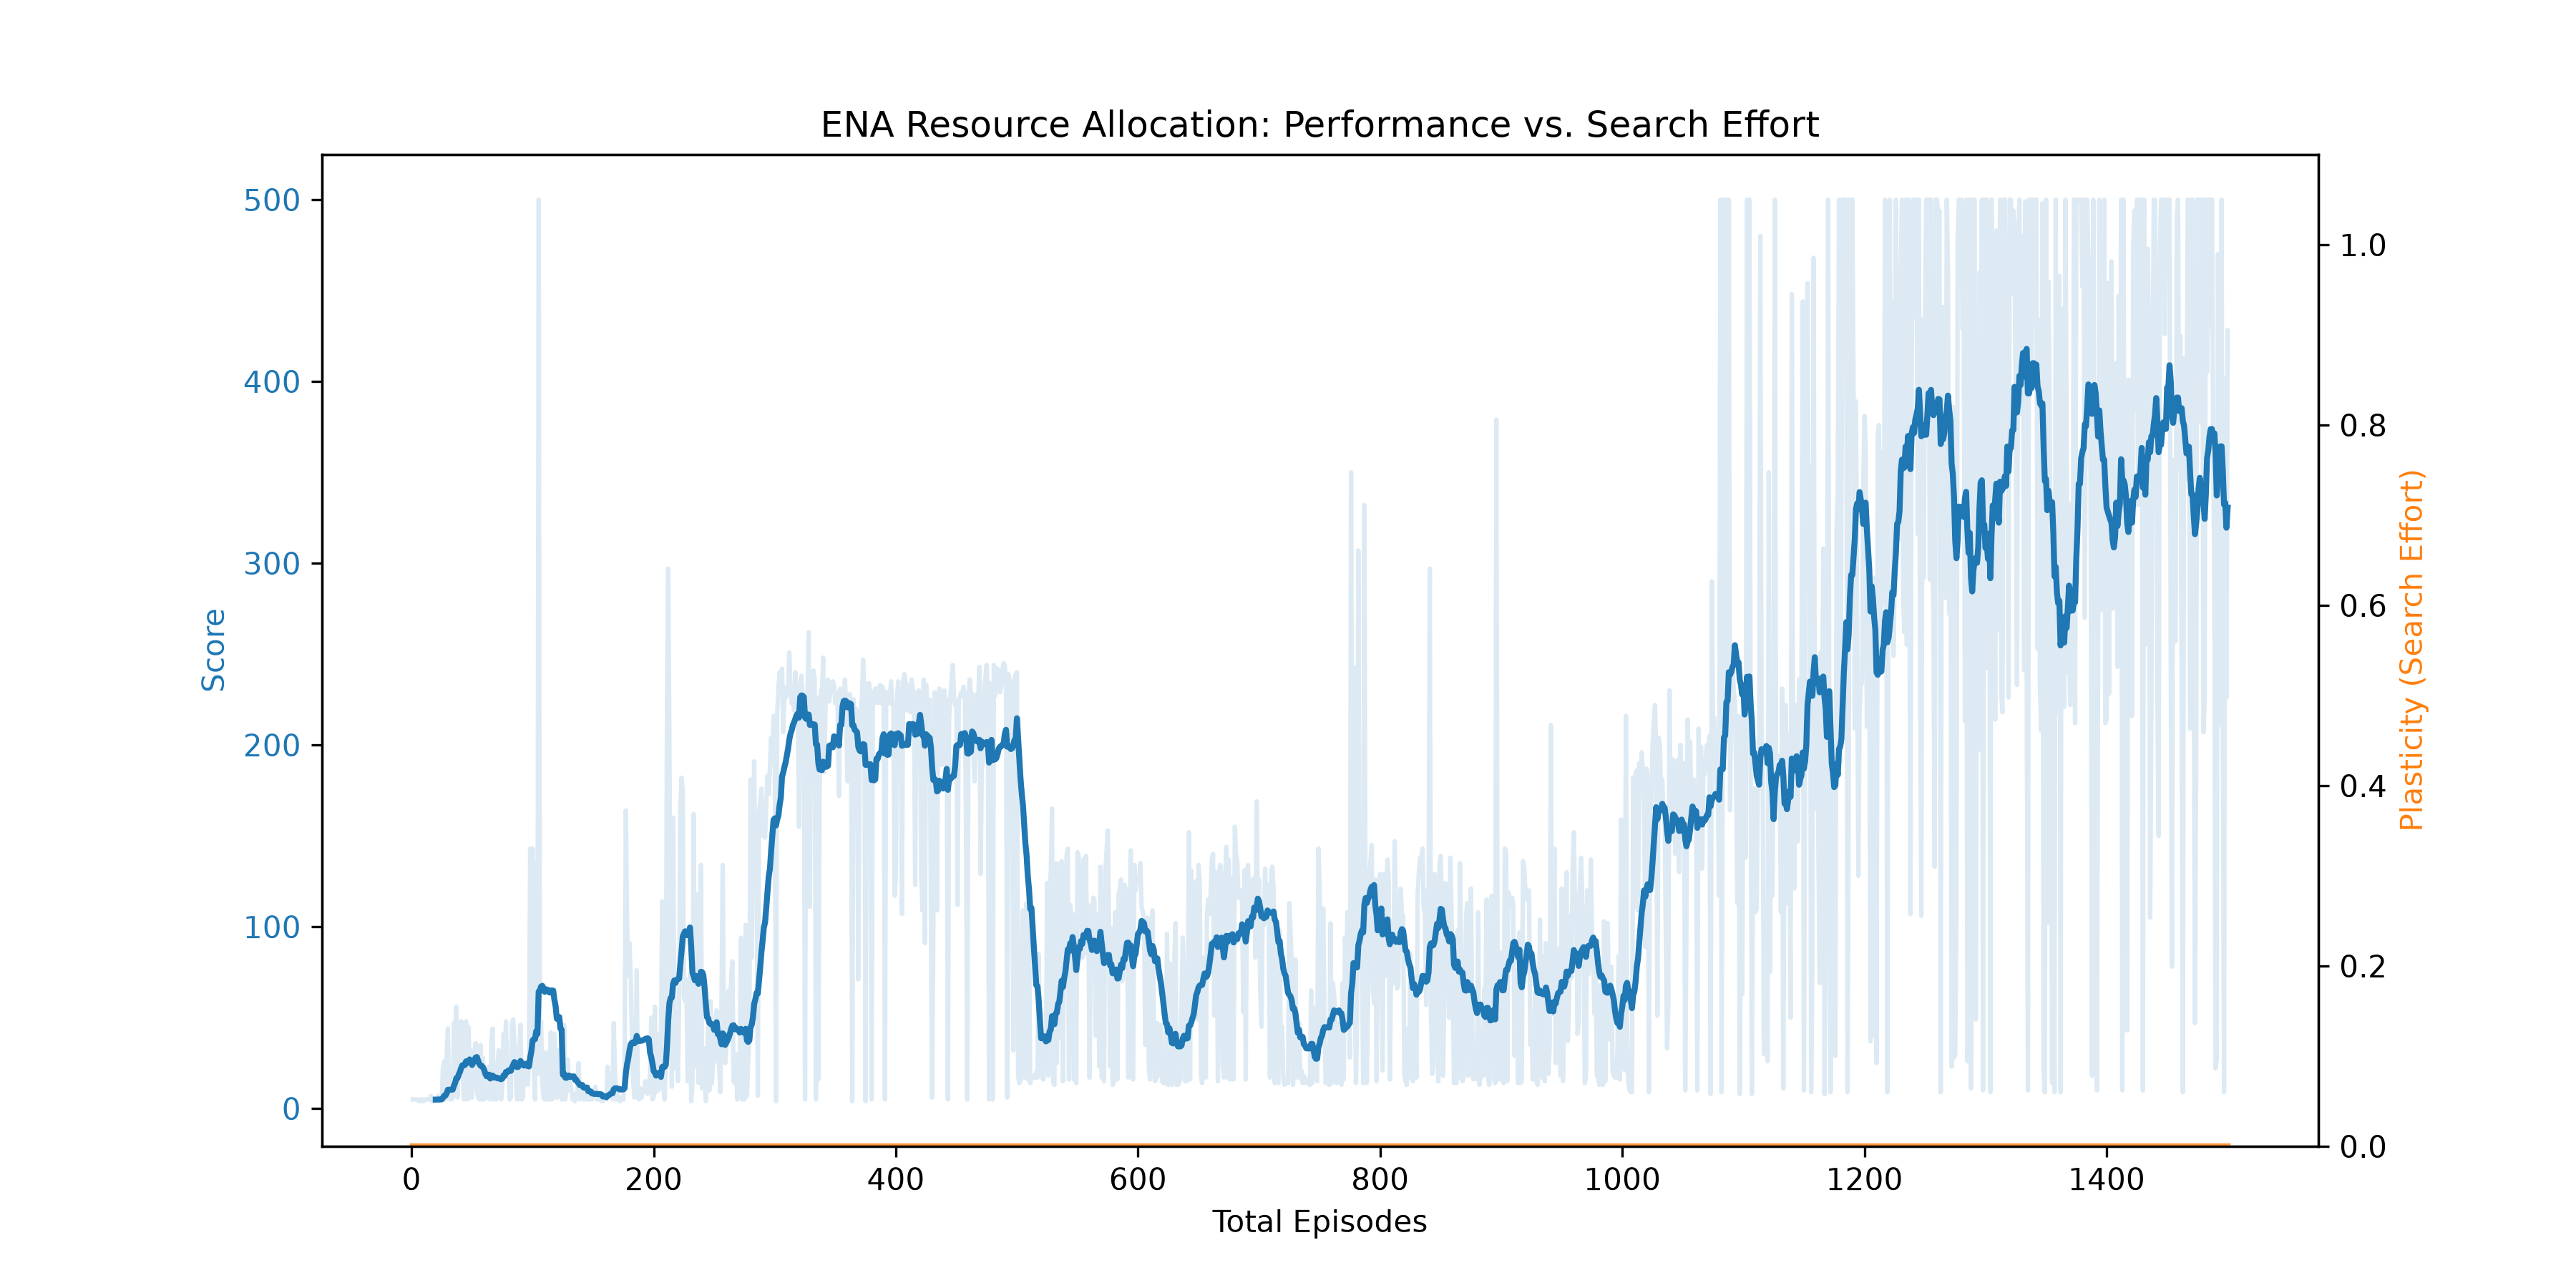 ENA Resource Allocation: Performance vs. Search Effort
500
400
300
200
100
0
Score
1.0
0.8
0.6
0.4
0.2
0.0
Plasticity (Search Effort)
0 200 400 600 800 1000 1200 1400
Total Episodes